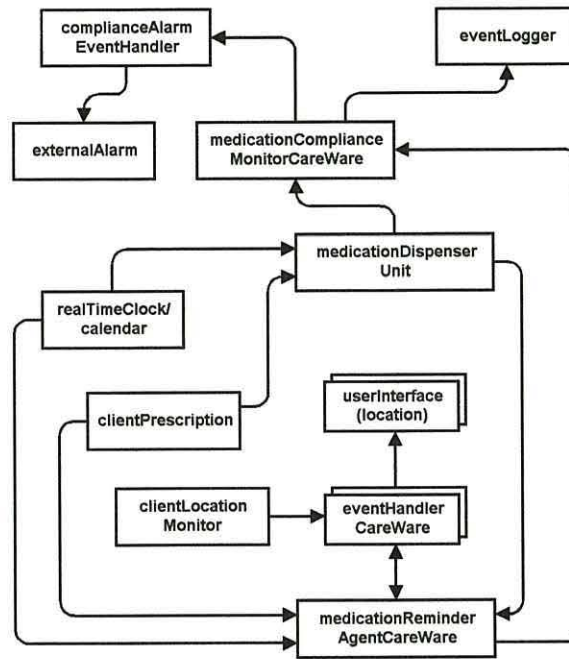 complianceAlarm
EventHandler
eventLogger
externalAlarm
medicationCompliance
MonitorCareWare
medicationDispenser
Unit
realTimeClock/
calendar
userInterface
(location)
clientPrescription
clientLocation
Monitor
eventHandler
CareWare
medicationReminder
AgentCareWare